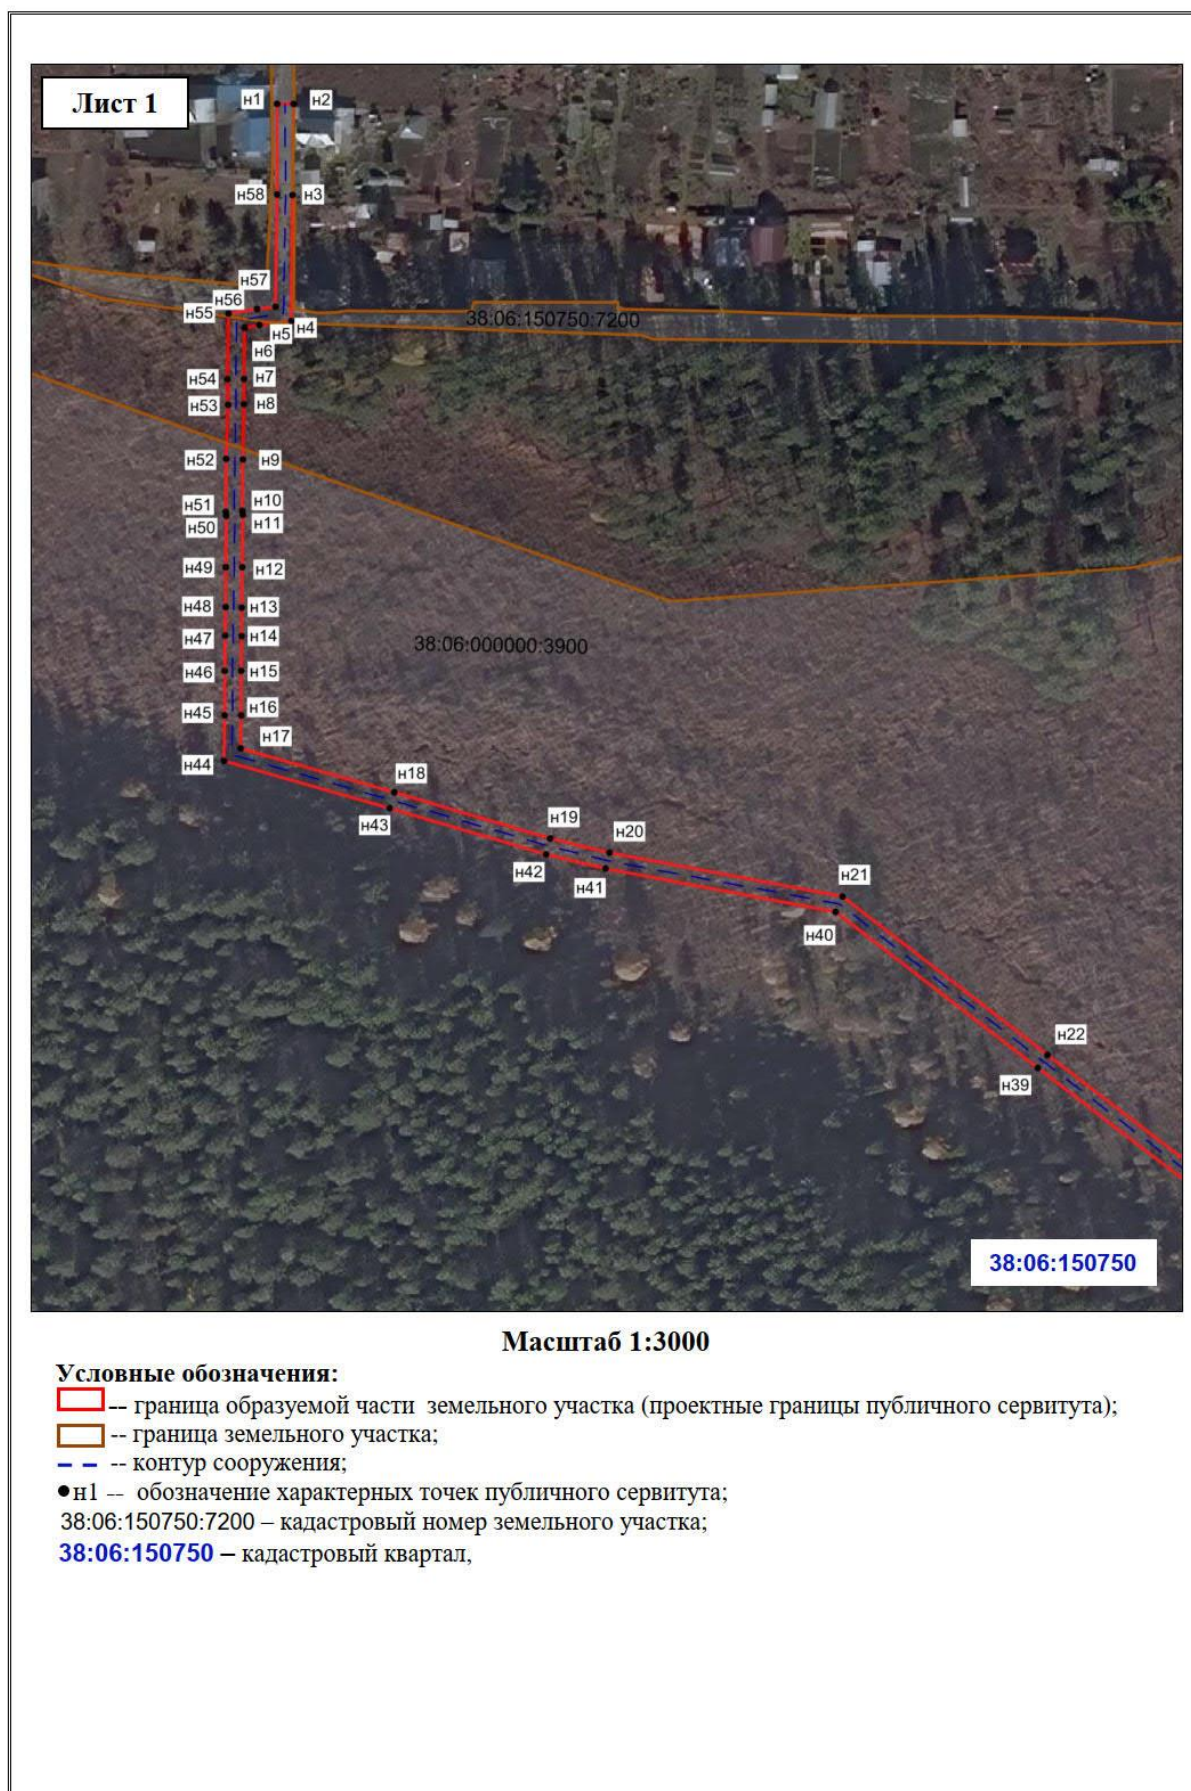 Лист 1
н1
н2
н58
н3
н57
н56
н55
н5
н4
38:06:150750:7200
н6
н54
н7
н53
н8
н52
н9
н51
н10
н50
н11
н49
н12
н48
н13
н47
н14
38:06:000000:3900
н46
н15
н45
н16
н17
н44
н18
н43
н19
н20
н42
н41
н21
н40
н22
н39
38:06:150750
Масштаб 1:3000
Условные обозначения:
-- граница образуемой части земельного участка (проектные границы публичного сервитута);
-- граница земельного участка;
-- контур сооружения;
●н1 -- обозначение характерных точек публичного сервитута;
38:06:150750:7200 – кадастровый номер земельного участка;
38:06:150750 – кадастровый квартал,